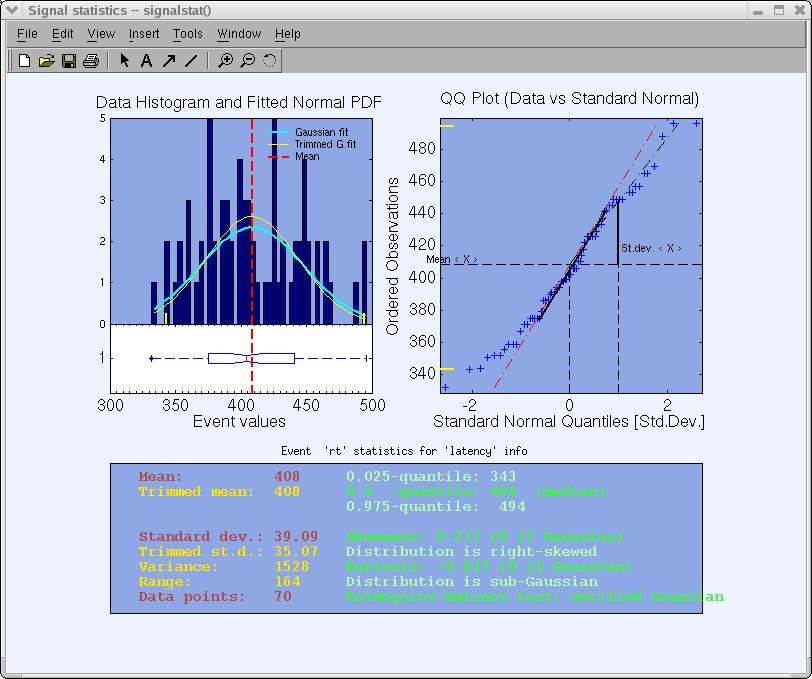 Signal statistics -- signalstat()
File Edit View Insert Tools Window Help
Data Histogram and Fitted Normal PDF
5
4
3
2
1
0
Gaussian fit
Trimmed G.fit
Mean
1
300 350 400 450 500
Event values
QQ Plot (Data vs Standard Normal)
Ordered Observations
480
460
440
420
400
380
360
340
St.dev. < X >
Mean < X >
-2 0 2
Standard Normal Quantiles [Std.Dev.]
Event 'rt' statistics for 'latency' info
Mean: 408 0.025-quantile: 343
Trimmed mean: 408 0.5 -quantile: 404 (median)
0.975-quantile: 494
Standard dev.: 39.09 Skewness: 0.211 (0 if Gaussian)
Trimmed st.d.: 35.07 Distribution is right-skewed
Variance: 1528 Kurtosis: (0 if Gaussian)
Range: 164 Distribution is sub-Gaussian
Data points: 70 Kolmogorov-Smirnov test: verified Gaussian